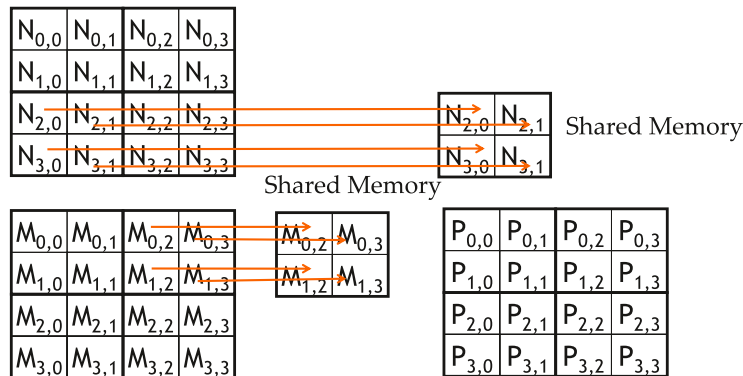 N0,0 N0,1 N0,2 N0,3
N1,0 N1,1 N1,2 N1,3
N2,0 N2,1 N2,2 N2,3
N3,0 N3,1 N3,2 N3,3
N2,0 N2,1
N3,0 N3,1
Shared Memory
Shared Memory
M0,0 M0,1 M0,2 M0,3
M1,0 M1,1 M1,2 M1,3
M2,0 M2,1 M2,2 M2,3
M3,0 M3,1 M3,2 M3,3
M0,2 M0,3
M1,2 M1,3
P0,0 P0,1 P0,2 P0,3
P1,0 P1,1 P1,2 P1,3
P2,0 P2,1 P2,2 P2,3
P3,0 P3,1 P3,2 P3,3